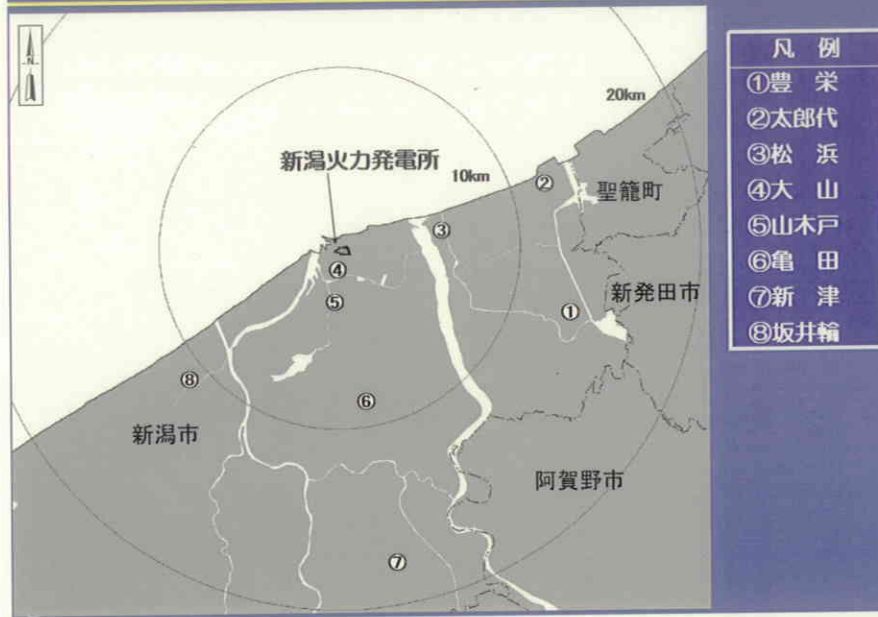 N
20km
新潟火力発電所
10km
②
聖籠町
③
④
新発田市
⑤
①
⑧
⑥
新潟市
阿賀野市
⑦
凡 例
①豊 栄
②太郎代
③松 浜
④大 山
⑤山木戸
⑥亀 田
⑦新 津
⑧坂井輪